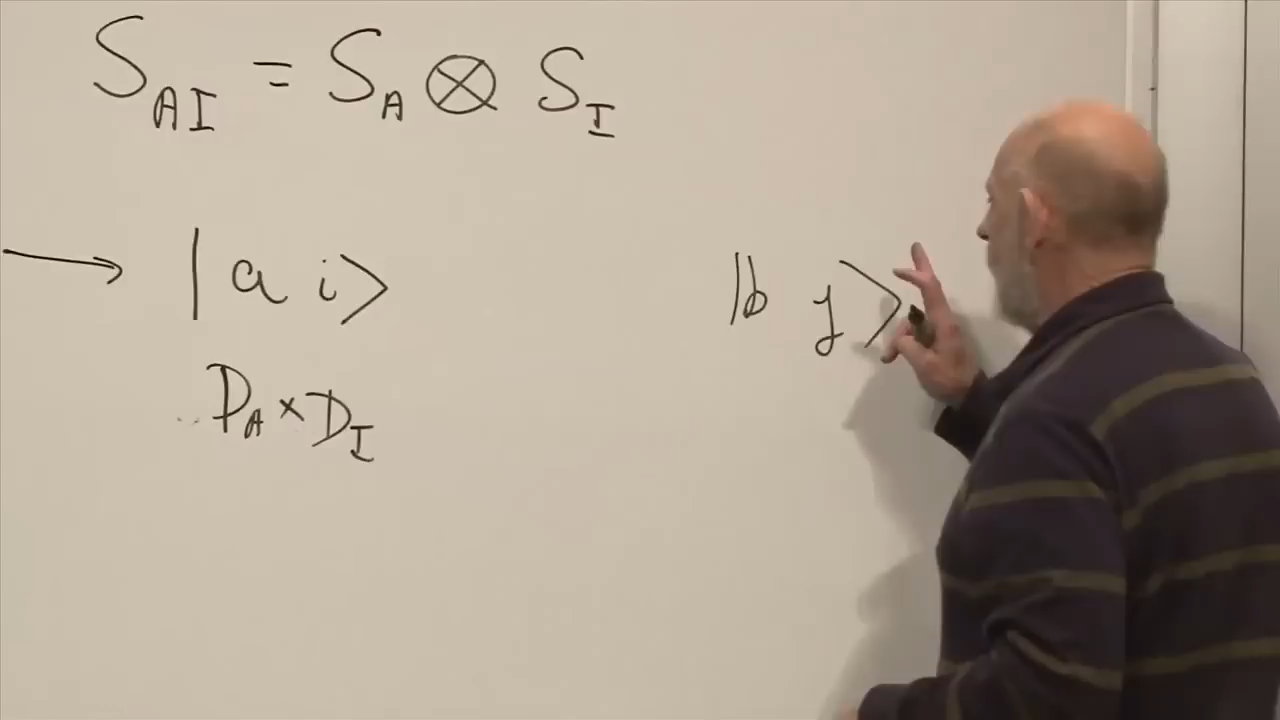 S_AI = S_A ⊗ S_I
→ |a i⟩ |b j⟩
D_A × D_I